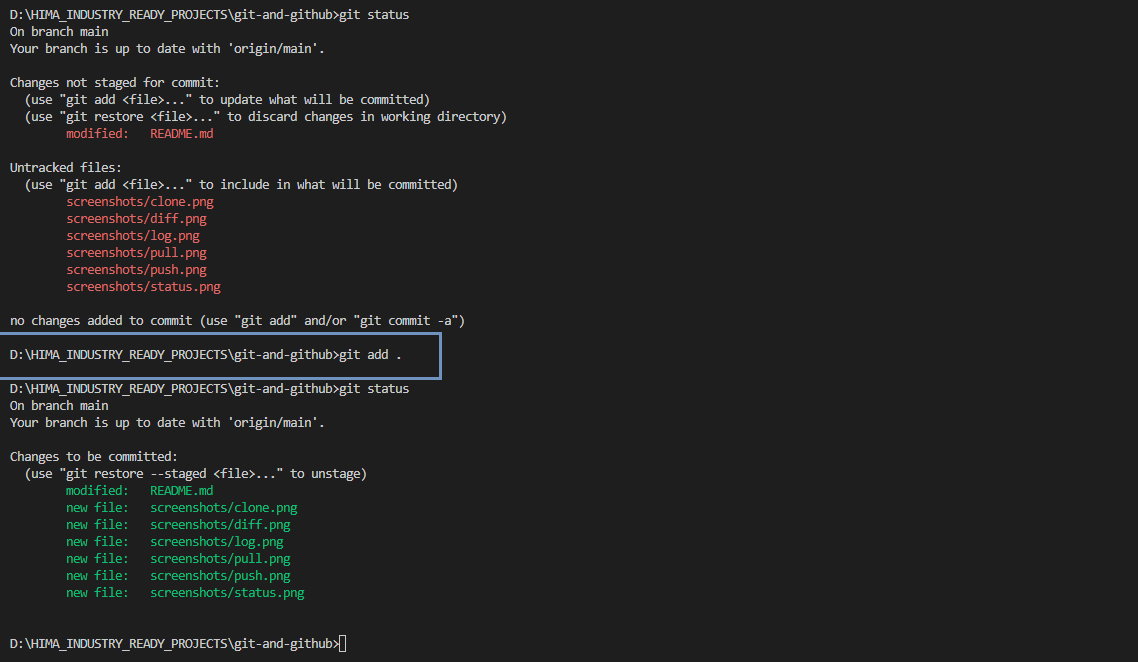 D:\HIMA_INDUSTRY_READY_PROJECTS\git-and-github>git status
On branch main
Your branch is up to date with 'origin/main'.
Changes not staged for commit:
(use "git add <file>..." to update what will be committed)
(use "git restore <file>..." to discard changes in working directory)
modified: README.md
Untracked files:
(use "git add <file>..." to include in what will be committed)
screenshots/clone.png
screenshots/diff.png
screenshots/log.png
screenshots/pull.png
screenshots/push.png
screenshots/status.png
no changes added to commit (use "git add" and/or "git commit -a")
D:\HIMA_INDUSTRY_READY_PROJECTS\git-and-github>git add .
D:\HIMA_INDUSTRY_READY_PROJECTS\git-and-github>git status
On branch main
Your branch is up to date with 'origin/main'.
Changes to be committed:
(use "git restore --staged <file>..." to unstage)
modified: README.md
new file: screenshots/clone.png
new file: screenshots/diff.png
new file: screenshots/log.png
new file: screenshots/pull.png
new file: screenshots/push.png
new file: screenshots/status.png
D:\HIMA_INDUSTRY_READY_PROJECTS\git-and-github>